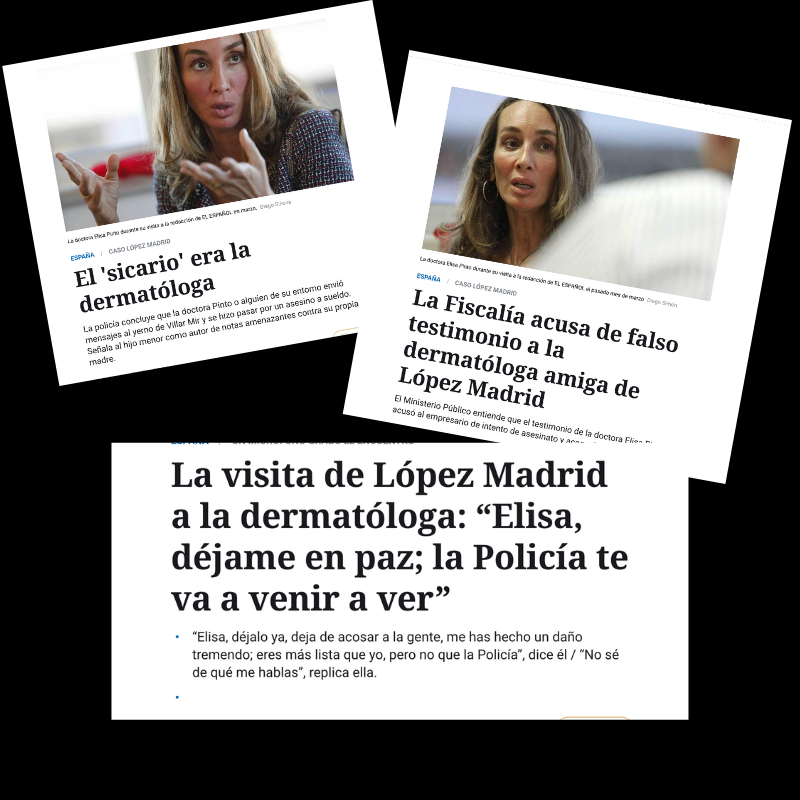 La doctora Elisa Pinto durante su visita a la redacción de EL ESPAÑOL en marzo. Diego Simón
ESPAÑA / CASO LÓPEZ MADRID
El 'sicario' era la
dermatóloga
La policía concluye que la doctora Pinto o alguien de su entorno envió
mensajes al yerno de Villar Mir y se hizo pasar por un asesino a sueldo.
Señala al hijo menor como autor de notas amenazantes contra su propia
madre.
La doctora Elisa Pinto durante su visita a la redacción de EL ESPAÑOL el pasado mes de marzo Diego Simón
ESPAÑA / CASO LÓPEZ MADRID
La Fiscalía acusa de falso
testimonio a la
dermatóloga amiga de
López Madrid
El Ministerio Público entiende que el testimonio de la doctora Elisa
acusó al empresario de intento de asesinato y
La visita de López Madrid
a la dermatóloga: “Elisa,
déjame en paz; la Policía te
va a venir a ver”
“Elisa, déjalo ya, deja de acosar a la gente, me has hecho un daño
tremendo; eres más lista que yo, pero no que la Policía”, dice él / “No sé
de qué me hablas”, replica ella.